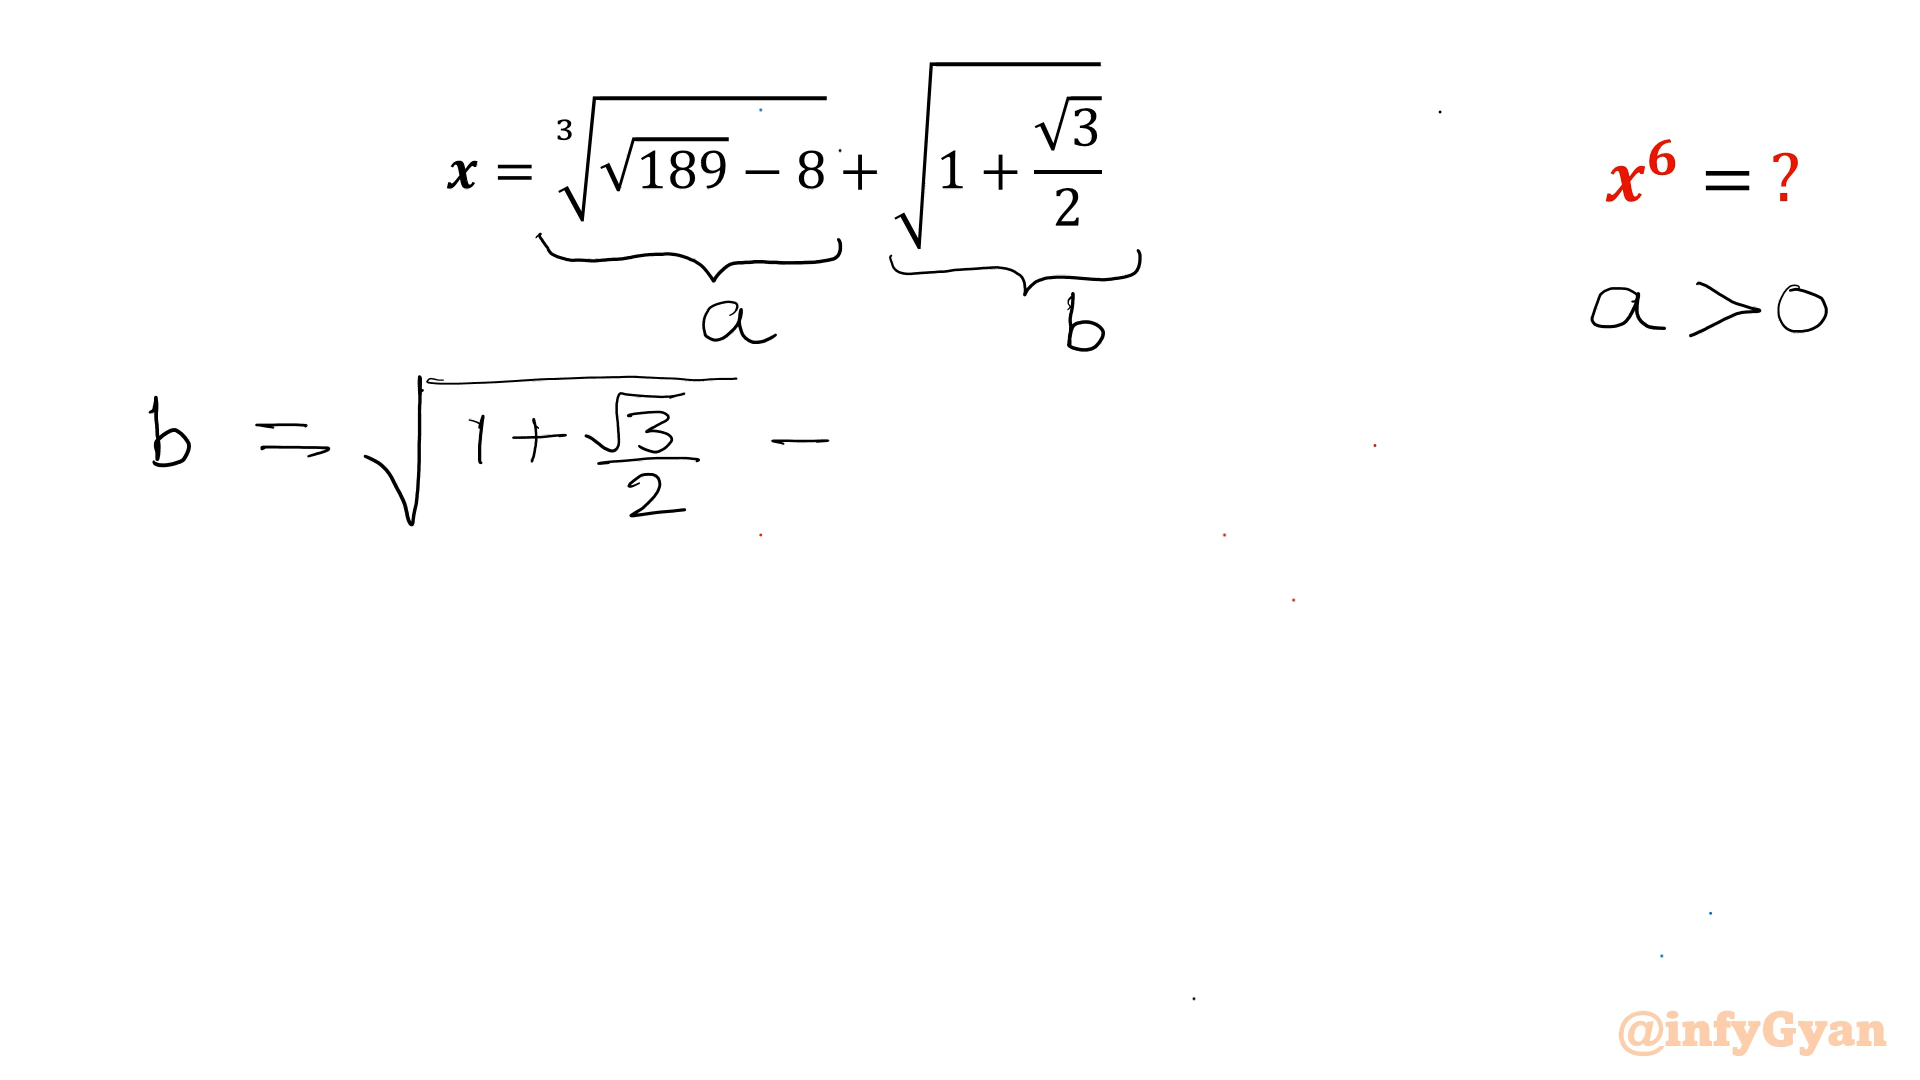 x = ∛(√189 − 8) + √(1 + √3/2)
x⁶ = ?
a
b
a > 0
b = √(1 + √3/2) −
@infyGyan